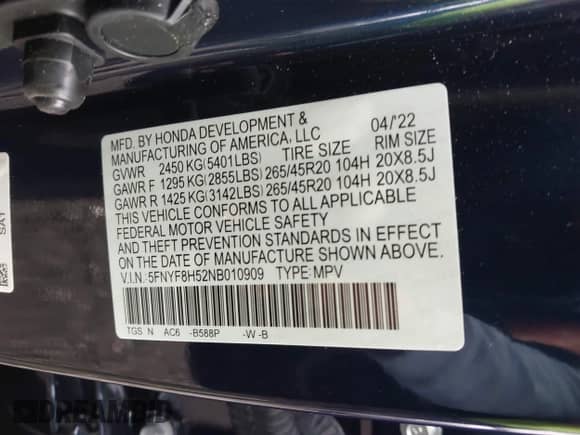 MFD. BY HONDA DEVELOPMENT &
MANUFACTURING OF AMERICA, LLC 04/'22
GVWR 2450 KG(5401LBS) TIRE SIZE RIM SIZE
GAWR F 1295 KG(2855LBS) 265/45R20 104H 20X8.5J
GAWR R 1425 KG(3142LBS) 265/45R20 104H 20X8.5J
THIS VEHICLE CONFORMS TO ALL APPLICABLE
FEDERAL MOTOR VEHICLE SAFETY
AND THEFT PREVENTION STANDARDS IN EFFECT
ON THE DATE OF MANUFACTURE SHOWN ABOVE.
V.I.N. 5FNYF8H52NB010909 TYPE: MPV
TGS N AC6 -B588P -W -B
SAY
DREAMBID